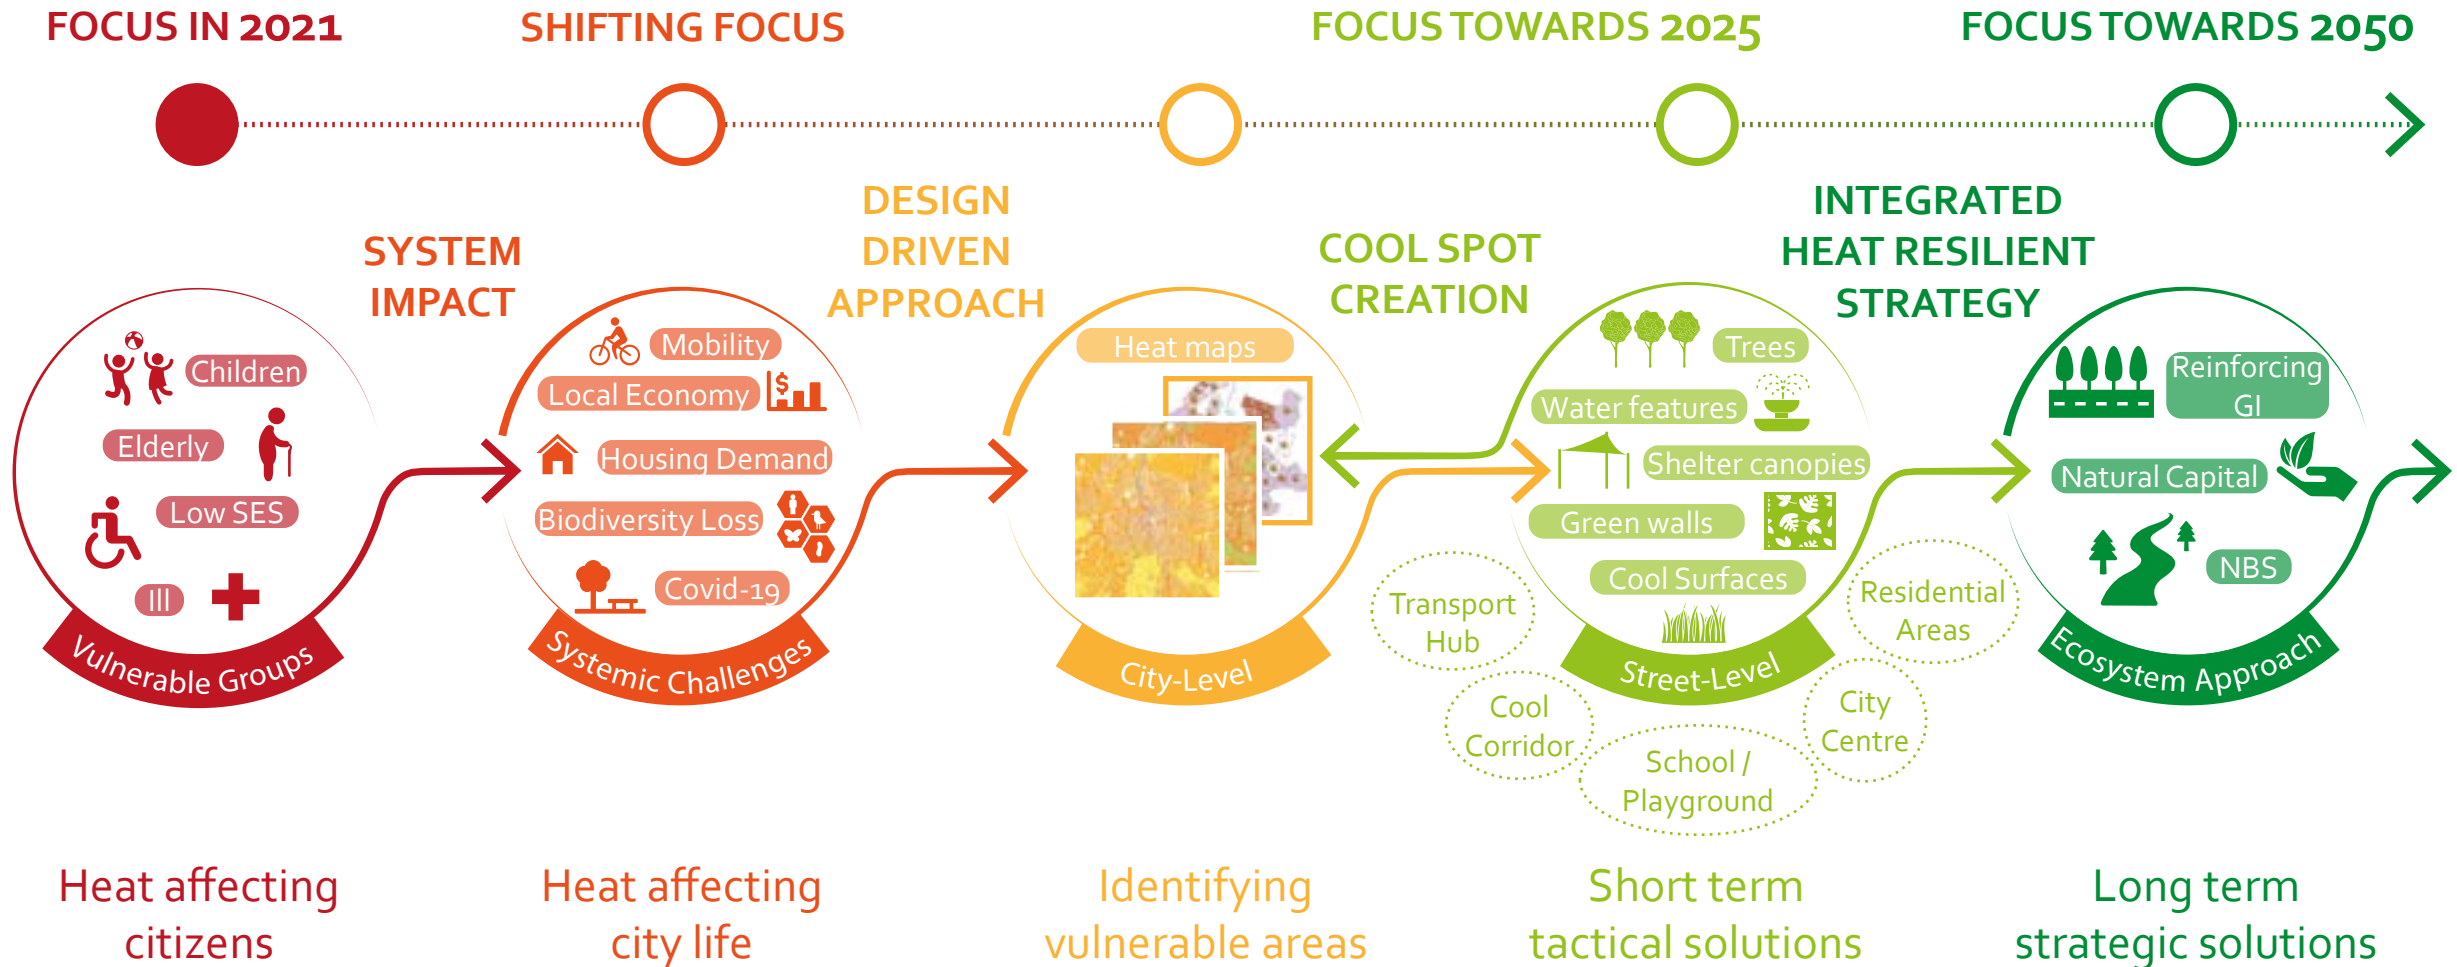 FOCUS IN 2021
SHIFTING FOCUS
FOCUS TOWARDS 2025
FOCUS TOWARDS 2050
SYSTEM
IMPACT
DESIGN
DRIVEN
APPROACH
COOL SPOT
CREATION
INTEGRATED
HEAT RESILIENT
STRATEGY
Children
Elderly
Low SES
Ill
Vulnerable Groups
Mobility
Local Economy
$
Housing Demand
Biodiversity Loss
Covid-19
Systemic Challenges
Heat maps
City-Level
Trees
Water features
Shelter canopies
Green walls
Cool Surfaces
Street-Level
Transport
Hub
Cool
Corridor
School /
Playground
City
Centre
Residential
Areas
Reinforcing
GI
Natural Capital
NBS
Ecosystem Approach
Heat affecting
citizens
Heat affecting
city life
Identifying
vulnerable areas
Short term
tactical solutions
Long term
strategic solutions